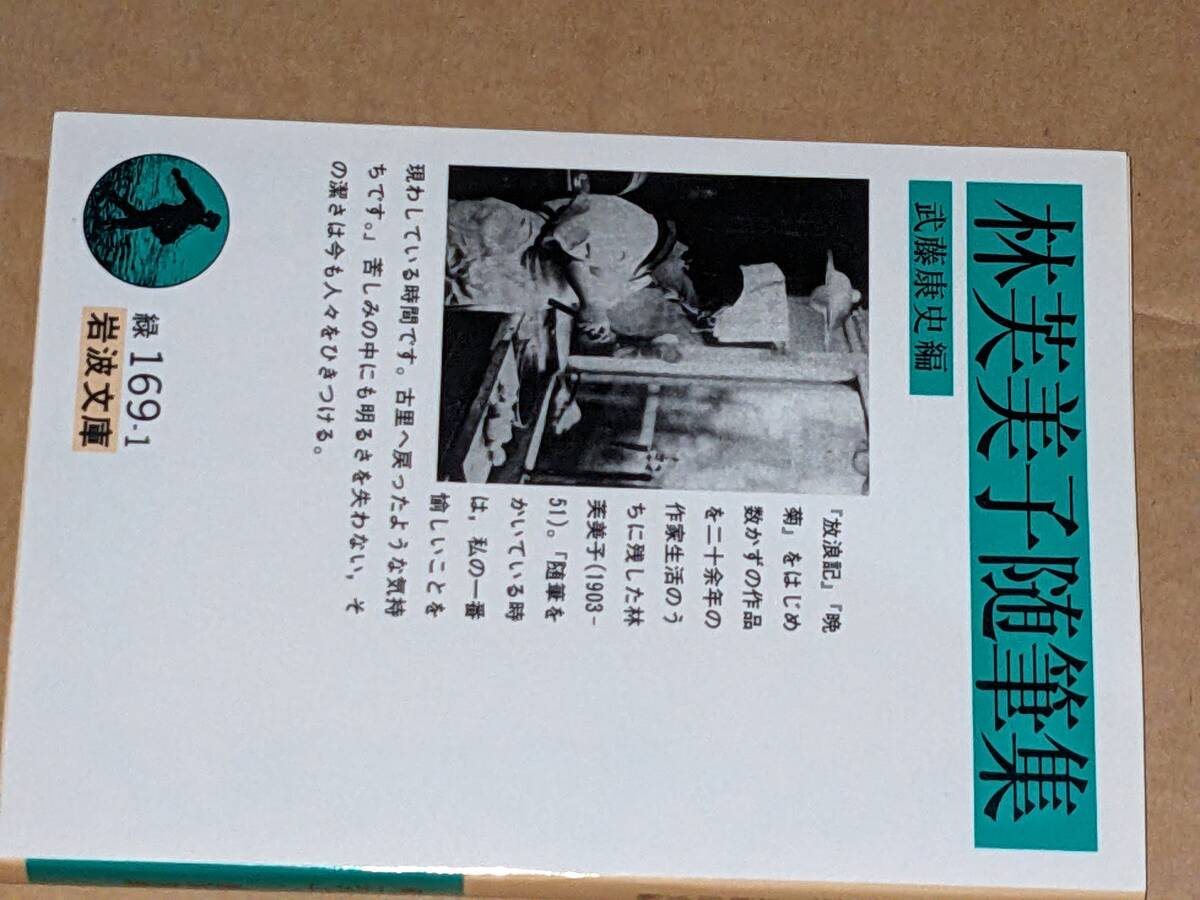 林芙美子随筆集
武藤康史編
『放浪記』『晩
菊』をはじめ
数かずの作品
を二十余年の
作家生活のう
ちに残した林
芙美子(1903-
51)。「随筆を
かいている時
は，私の一番
愉しいことを
現わしている時間です。古里へ戻ったような気持
ちです。」苦しみの中にも明るさを失わない，そ
の潔さは今も人々をひきつける。
緑 169-1
岩波文庫